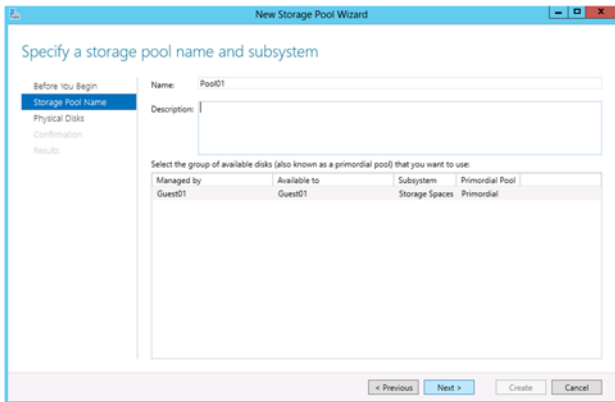 New Storage Pool Wizard
Specify a storage pool name and subsystem
Before You Begin
Storage Pool Name
Physical Disks
Confirmation
Results
Name: Pool01
Description:
Select the group of available disks (also known as a primordial pool) that you want to use:
Managed by Available to Subsystem Primordial Pool
Guest01 Guest01 Storage Spaces Primordial
< Previous Next > Create Cancel